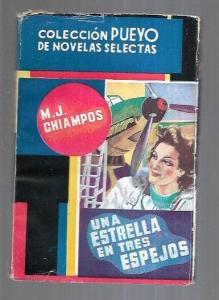 COLECCIÓN PUEYO
DE NOVELAS SELECTAS
M. J.
CHIAMPOS
UNA
ESTRELLA
EN TRES
ESPEJOS